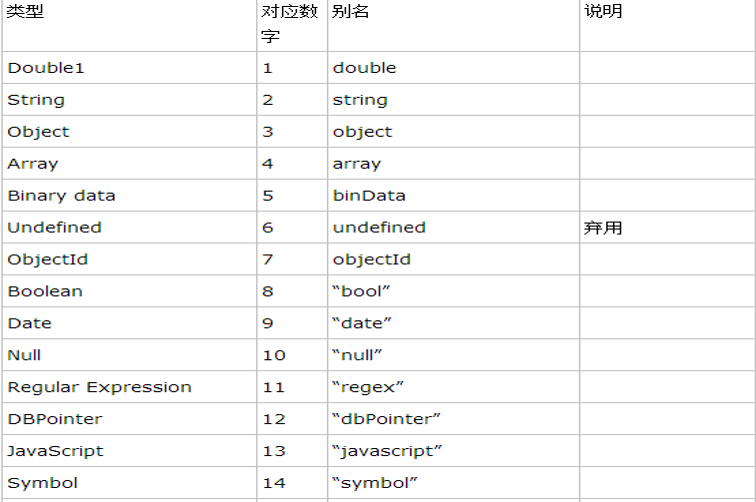 类型 对应数字 别名 说明
Double1 1 double
String 2 string
Object 3 object
Array 4 array
Binary data 5 binData
Undefined 6 undefined 弃用
ObjectId 7 objectId
Boolean 8 “bool”
Date 9 “date”
Null 10 “null”
Regular Expression 11 “regex”
DBPointer 12 “dbPointer”
JavaScript 13 “javascript”
Symbol 14 “symbol”